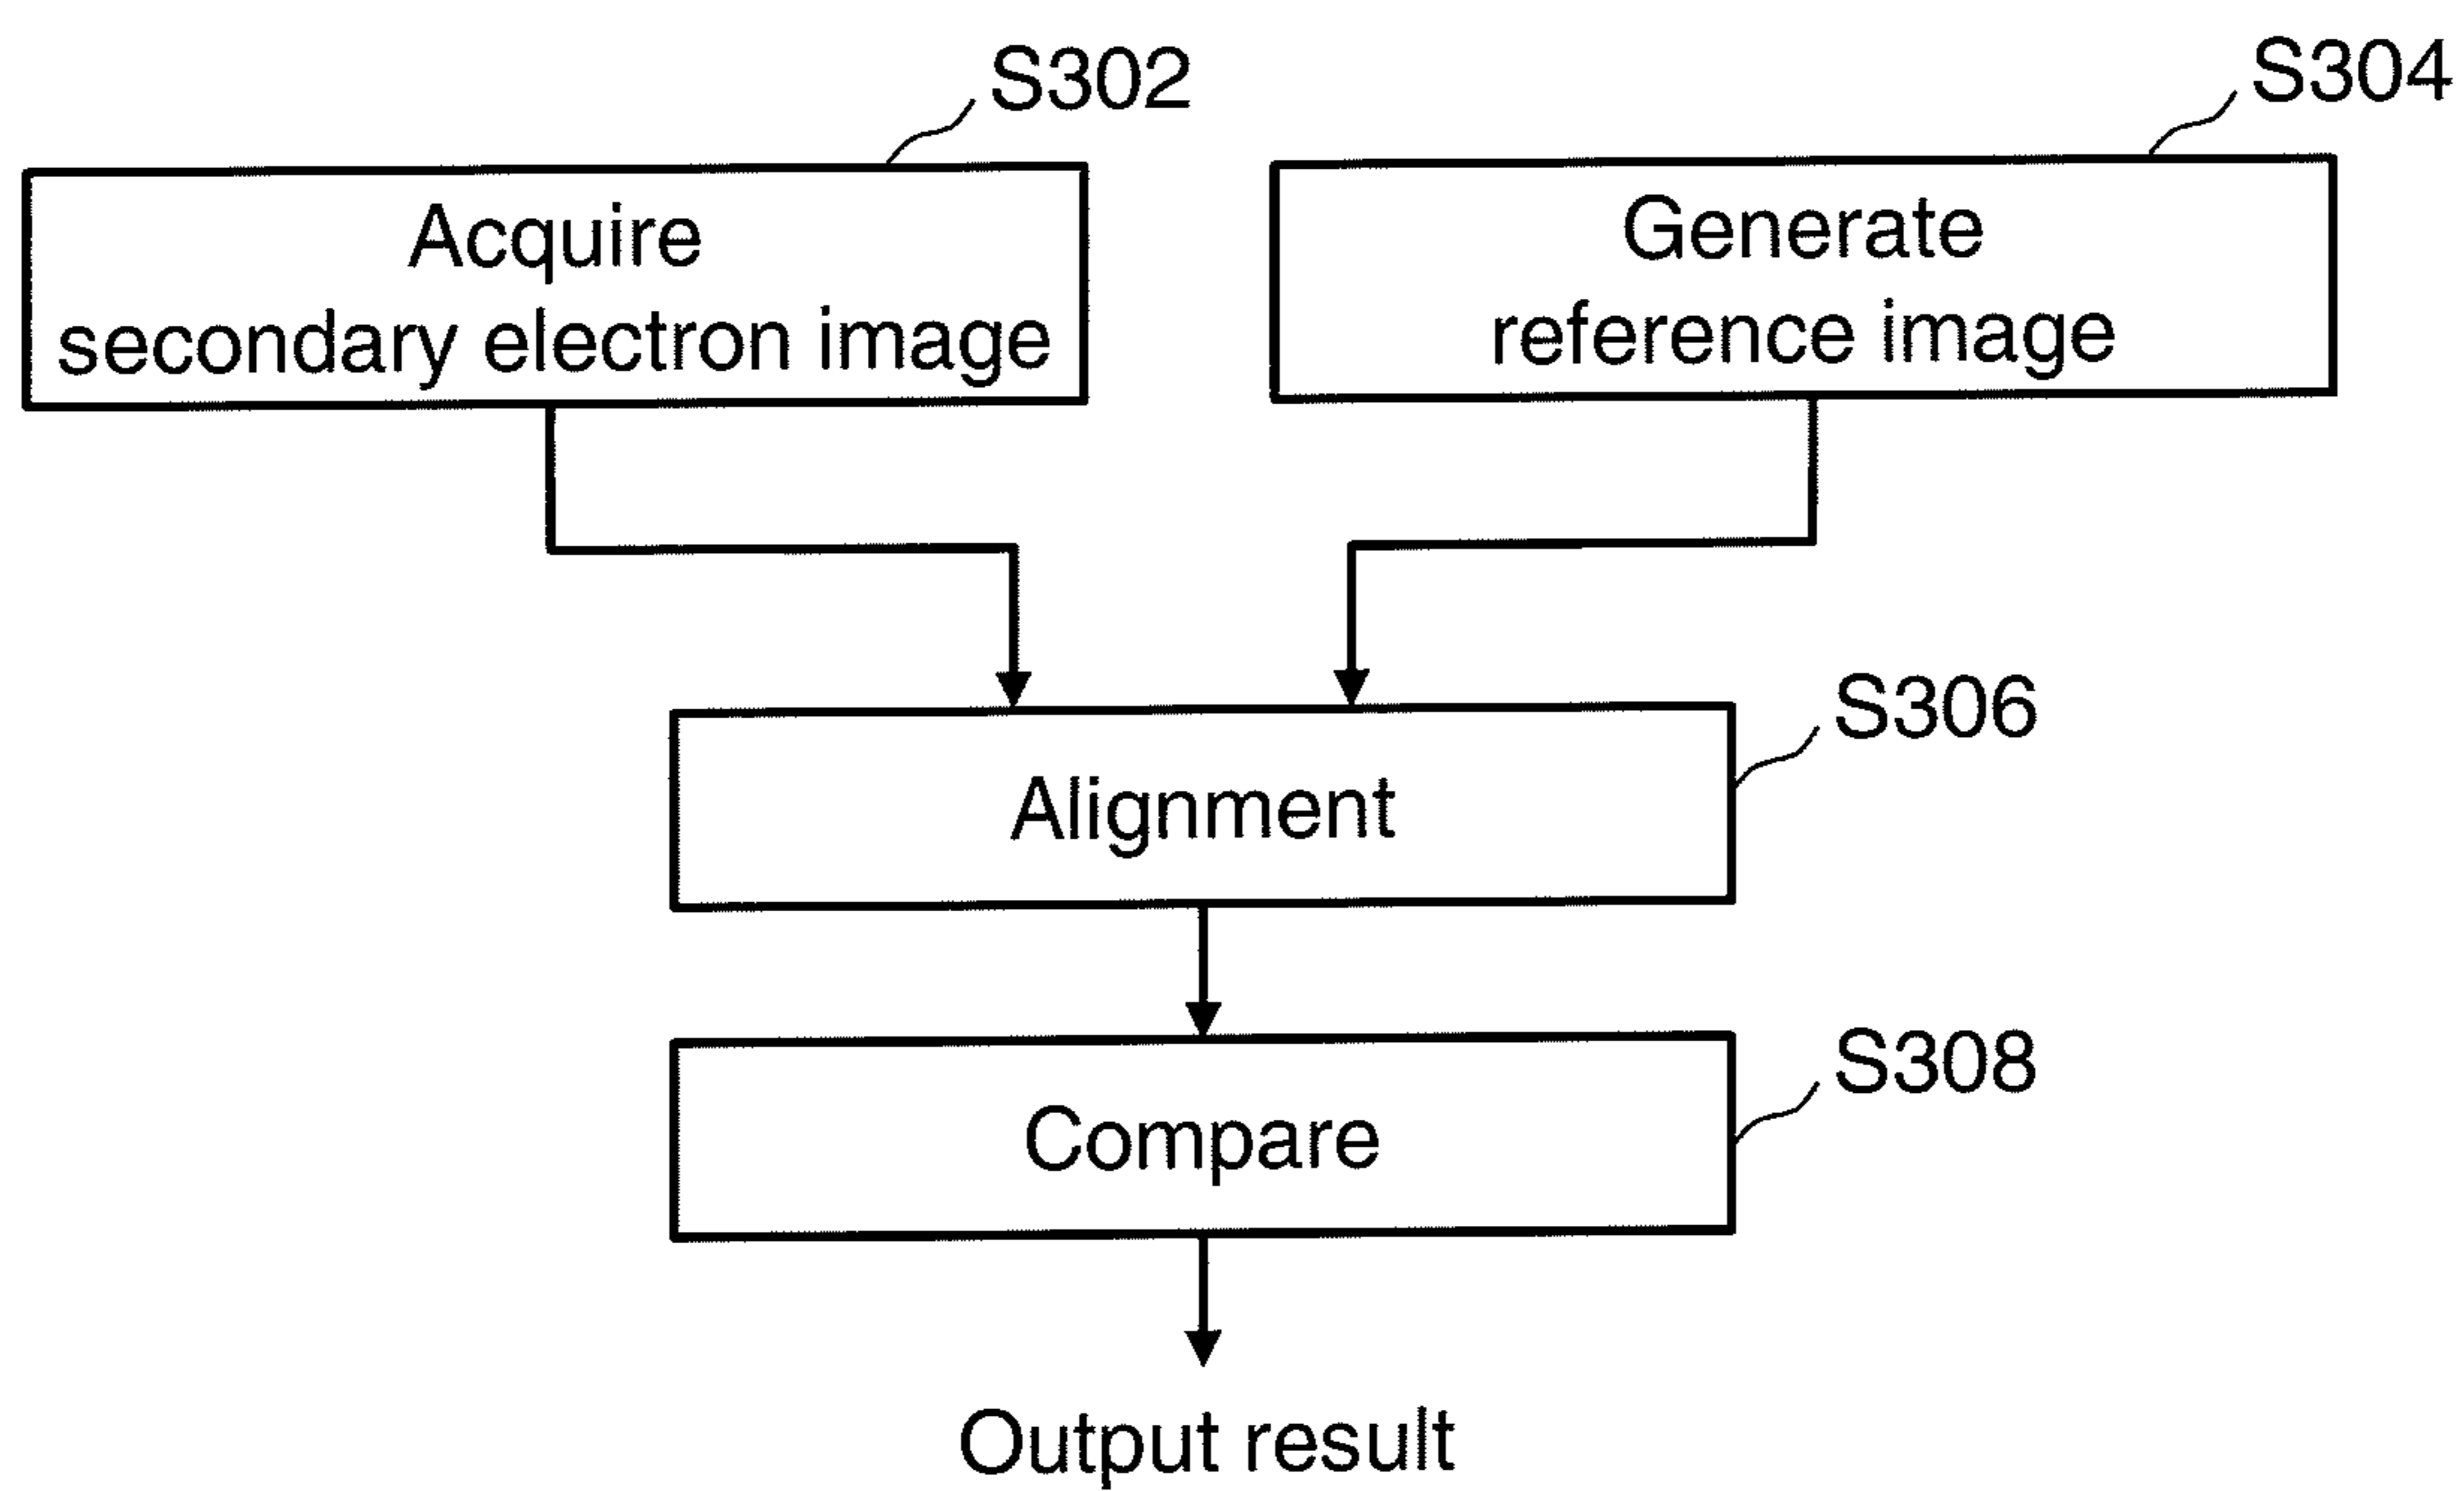 S302
Acquire
secondary electron image
S304
Generate
reference image
S306
Alignment
S308
Compare
Output result